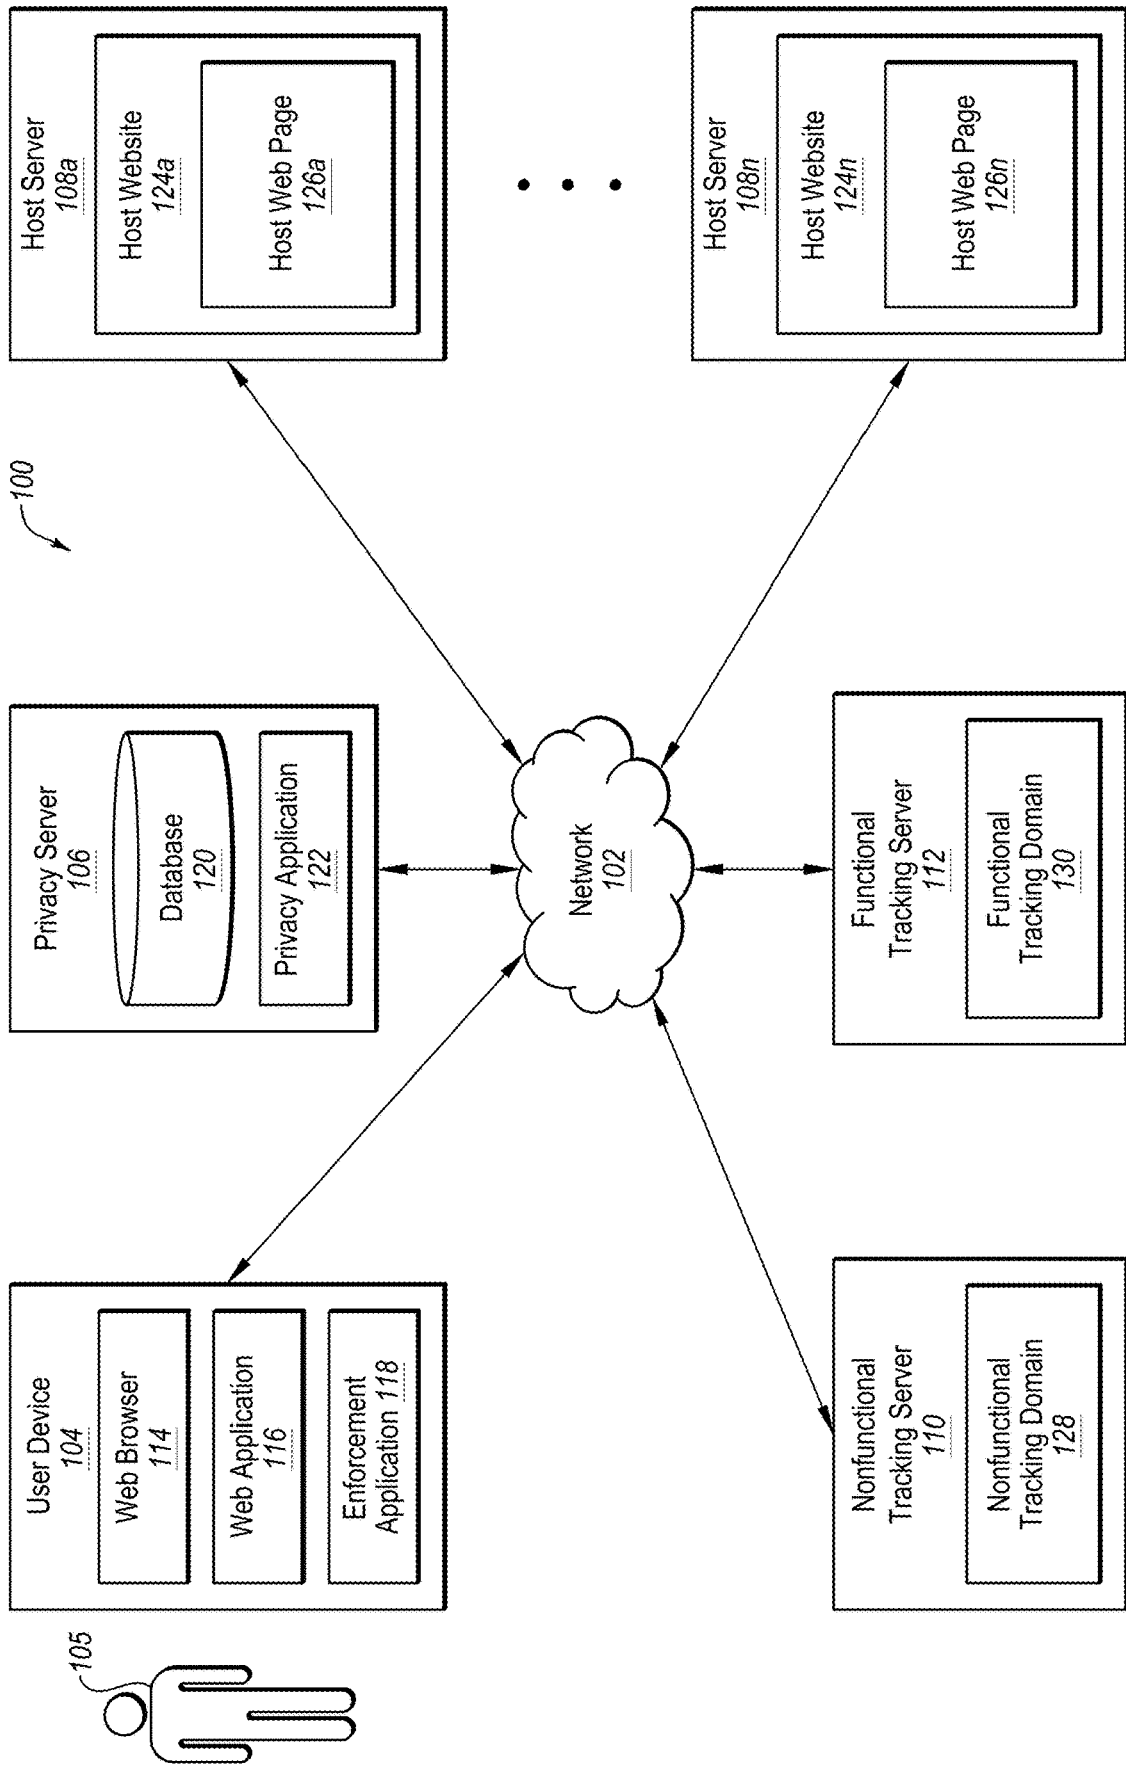 100
105
User Device
104
Web Browser
114
Web Application
116
Enforcement
Application 118
Privacy Server
106
Database
120
Privacy Application
122
Host Server
108a
Host Website
124a
Host Web Page
126a
Network
102
Nonfunctional
Tracking Server
110
Nonfunctional
Tracking Domain
128
Functional
Tracking Server
112
Functional
Tracking Domain
130
Host Server
108n
Host Website
124n
Host Web Page
126n